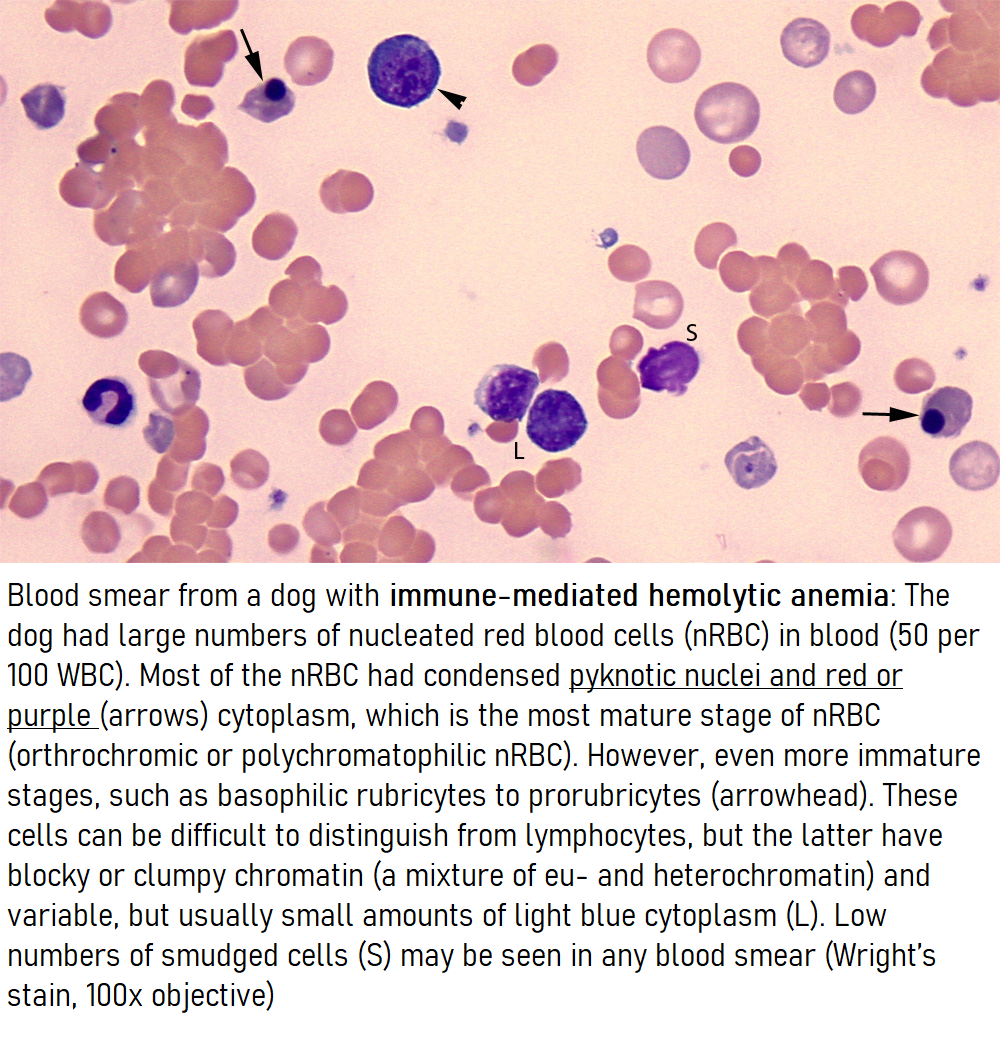 S
L
Blood smear from a dog with immune-mediated hemolytic anemia: The
dog had large numbers of nucleated red blood cells (nRBC) in blood (50 per
100 WBC). Most of the nRBC had condensed pyknotic nuclei and red or
purple (arrows) cytoplasm, which is the most mature stage of nRBC
(orthrochromic or polychromatophilic nRBC). However, even more immature
stages, such as basophilic rubricytes to prorubricytes (arrowhead). These
cells can be difficult to distinguish from lymphocytes, but the latter have
blocky or clumpy chromatin (a mixture of eu- and heterochromatin) and
variable, but usually small amounts of light blue cytoplasm (L). Low
numbers of smudged cells (S) may be seen in any blood smear (Wright's
stain, 100x objective)